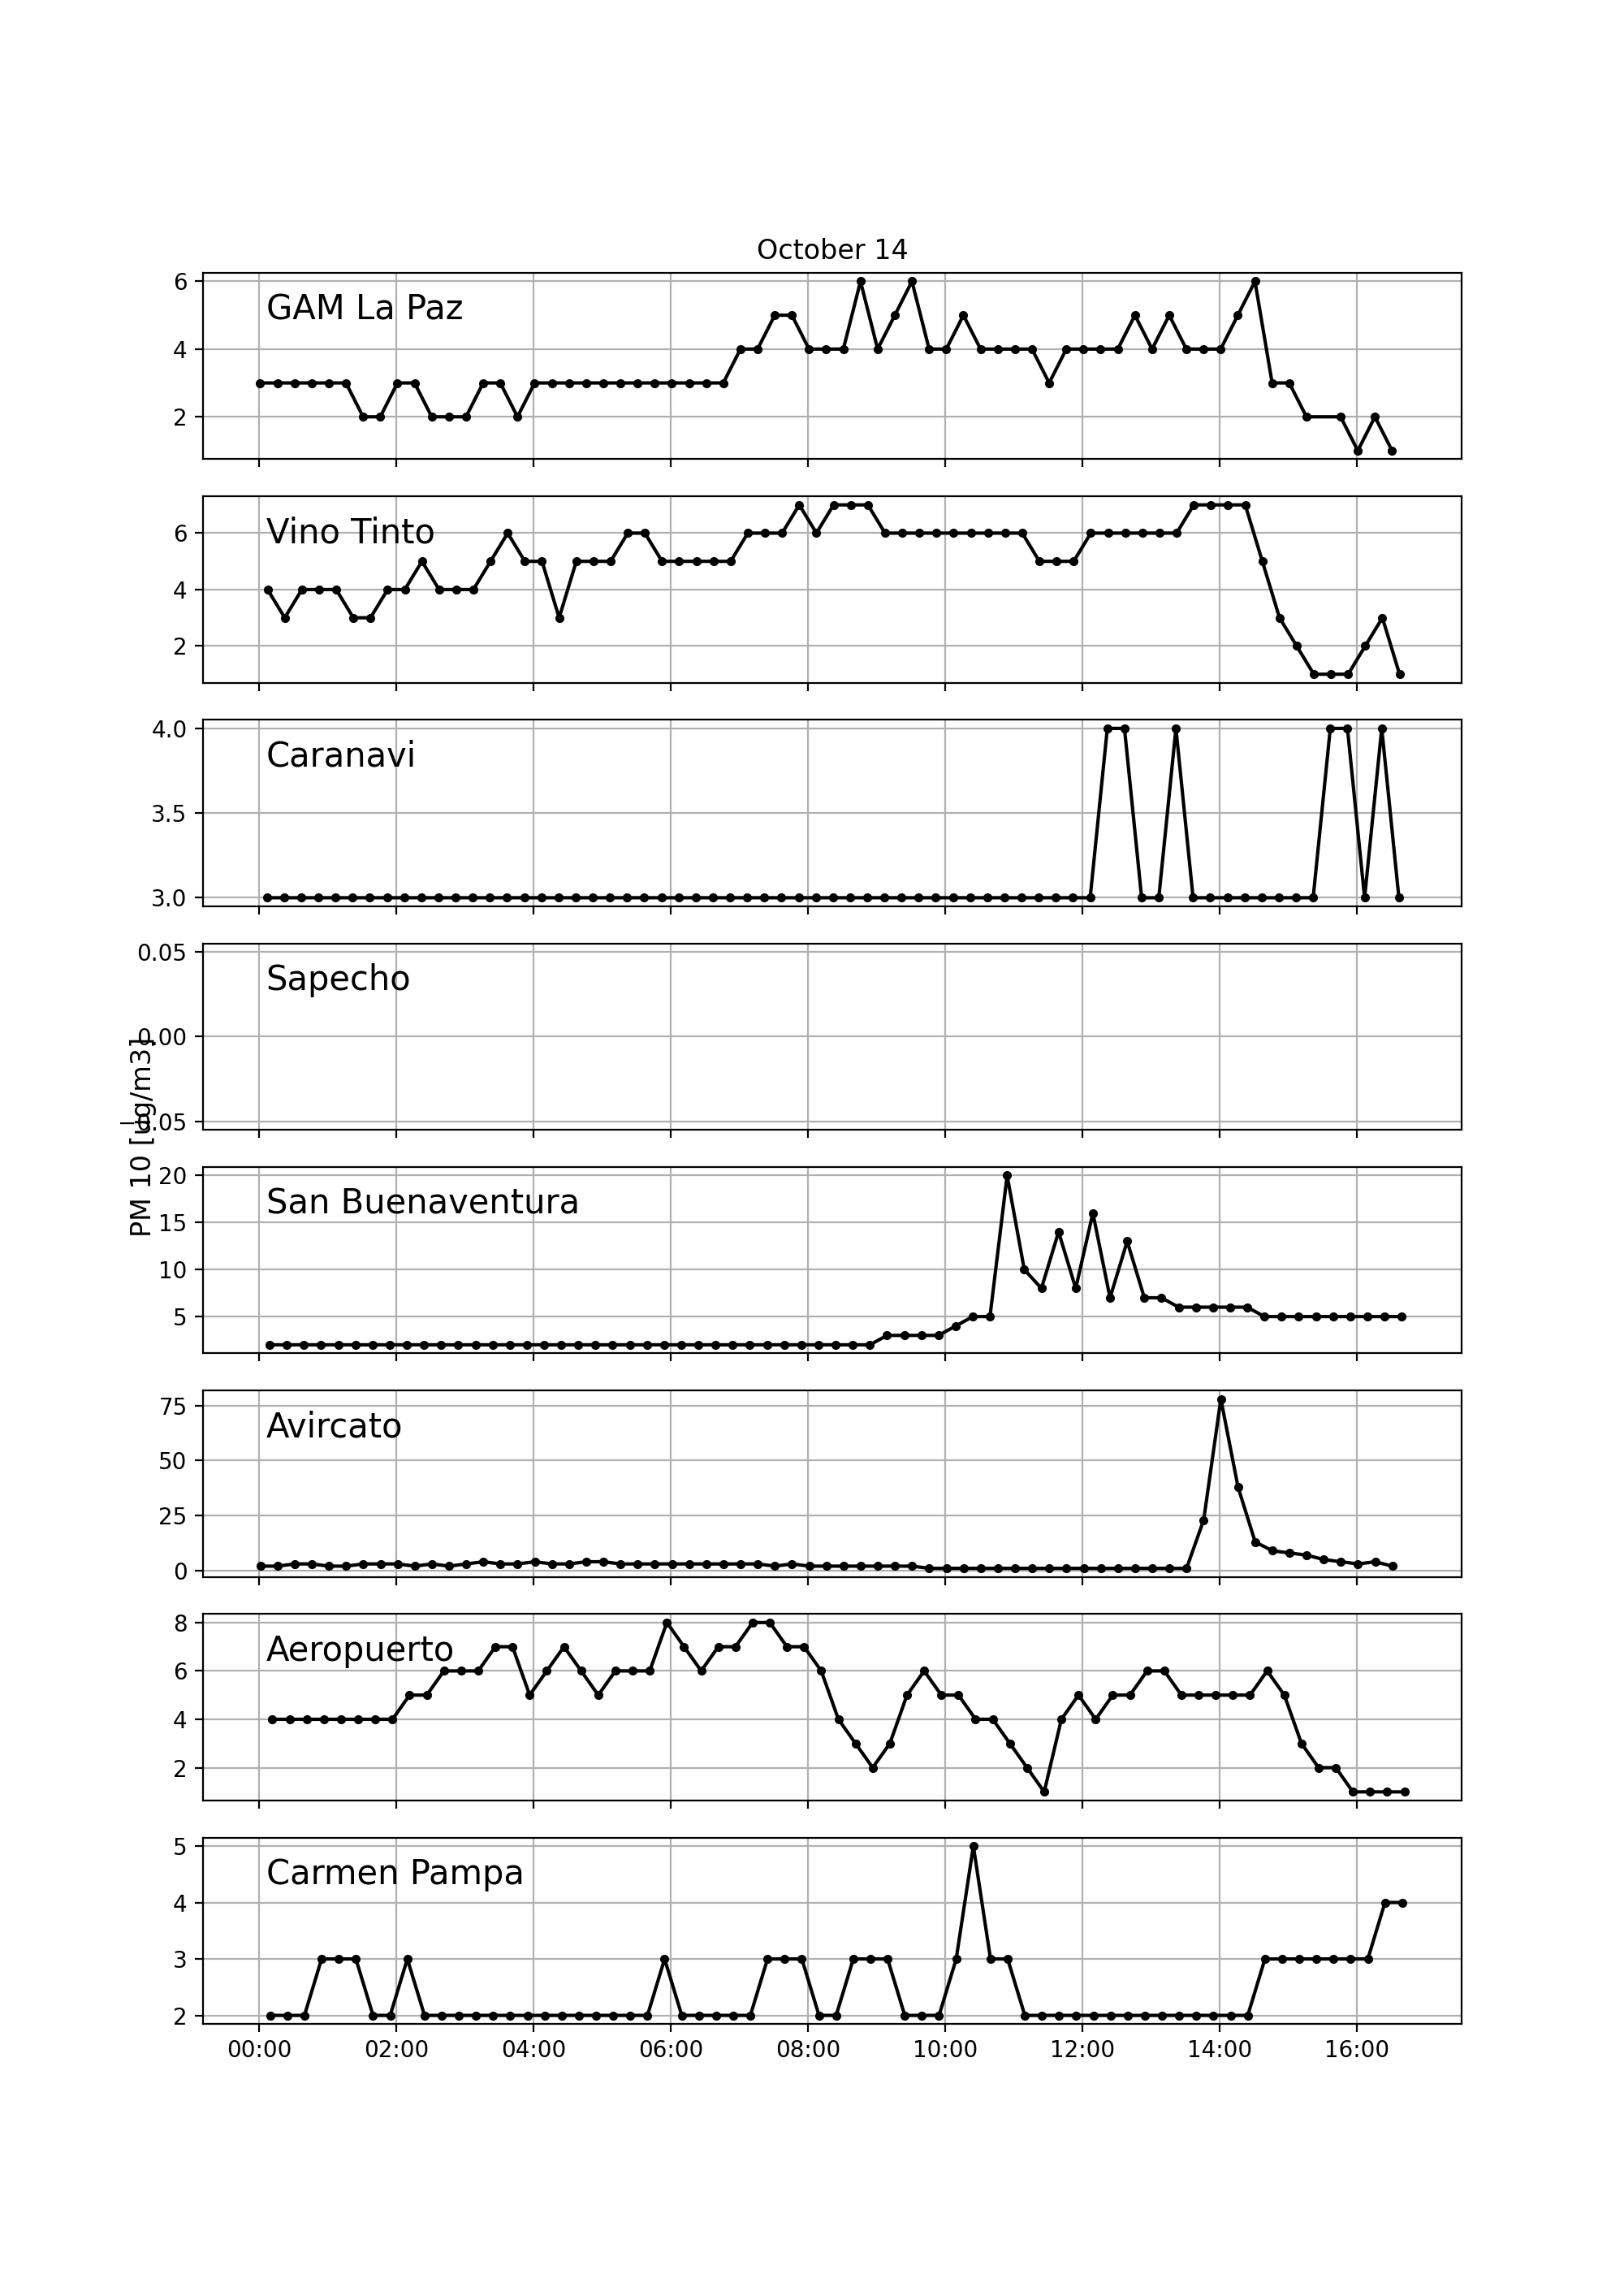 October 14
6
GAM La Paz
4
2
Vino Tinto
6
4
2
4.0
Caranavi
3.5
3.0
0.05
Sapecho
0.00
−0.05
PM 10 [ug/m3]
20
San Buenaventura
15
10
5
75
Avircato
50
25
0
8
Aeropuerto
6
4
2
5
Carmen Pampa
4
3
2
00:00 02:00 04:00 06:00 08:00 10:00 12:00 14:00 16:00